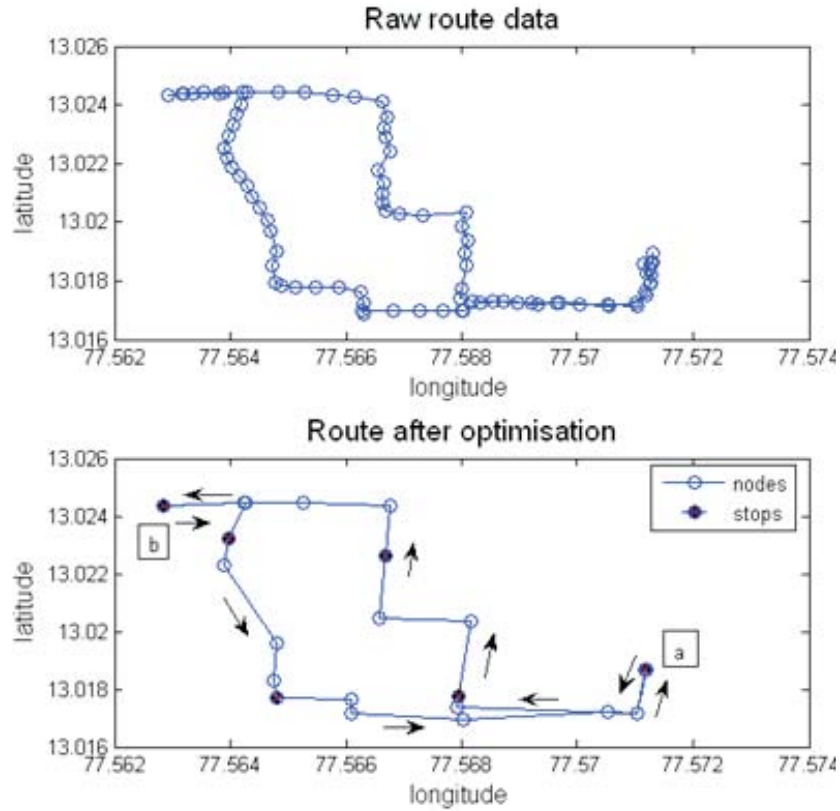 Raw route data
13.026
13.024
13.022
13.02
13.018
13.016
latitude
77.562 77.564 77.566 77.568 77.57 77.572 77.574
longitude
Route after optimisation
13.026
13.024
13.022
13.02
13.018
13.016
latitude
nodes
stops
b
a
77.562 77.564 77.566 77.568 77.57 77.572 77.574
longitude